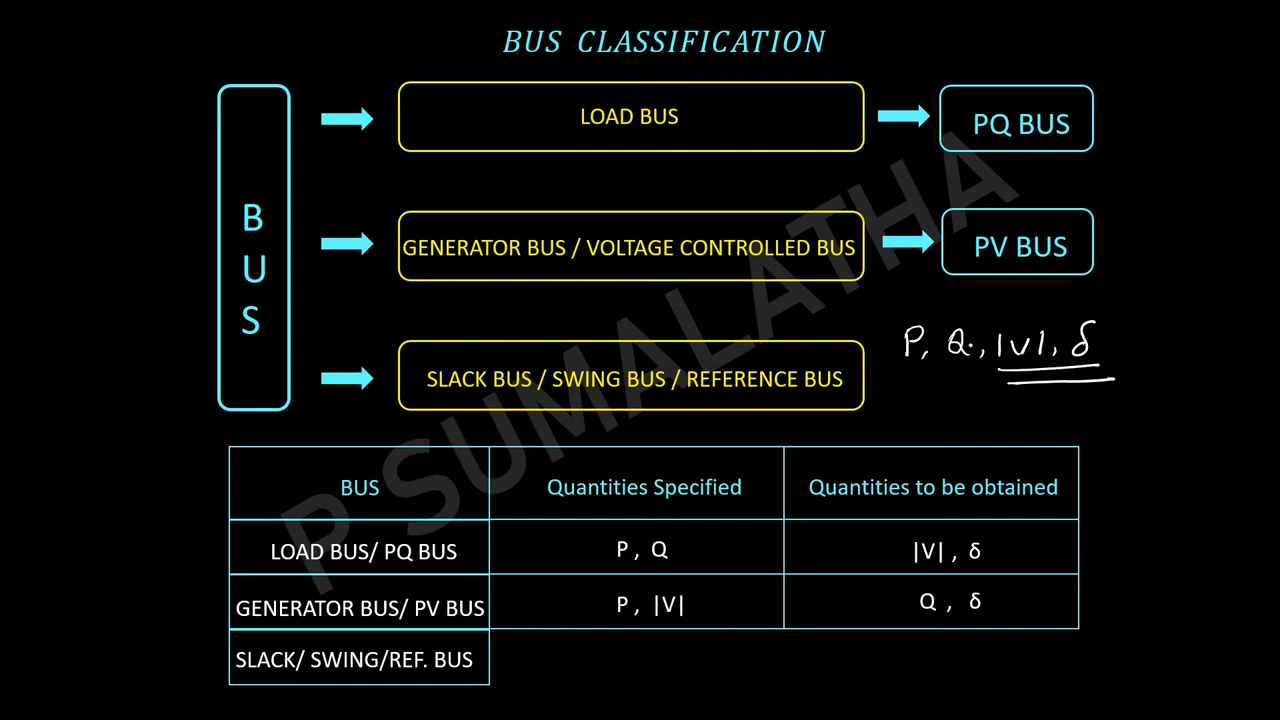 BUS CLASSIFICATION
BUS
LOAD BUS
PQ BUS
GENERATOR BUS / VOLTAGE CONTROLLED BUS
PV BUS
SLACK BUS / SWING BUS / REFERENCE BUS
P, Q, |V|, δ
P SUMALATHA
BUS Quantities Specified Quantities to be obtained
LOAD BUS/ PQ BUS P , Q |V| , δ
GENERATOR BUS/ PV BUS P , |V| Q , δ
SLACK/ SWING/REF. BUS